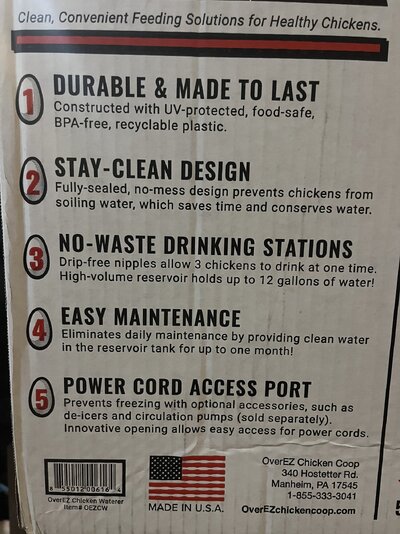 Clean, Convenient Feeding Solutions for Healthy Chickens.
1 DURABLE & MADE TO LAST
Constructed with UV-protected, food-safe,
BPA-free, recyclable plastic.
2 STAY-CLEAN DESIGN
Fully-sealed, no-mess design prevents chickens from
soiling water, which saves time and conserves water.
3 NO-WASTE DRINKING STATIONS
Drip-free nipples allow 3 chickens to drink at one time.
High-volume reservoir holds up to 12 gallons of water!
4 EASY MAINTENANCE
Eliminates daily maintenance by providing clean water
in the reservoir tank for up to one month!
5 POWER CORD ACCESS PORT
Prevents freezing with optional accessories, such as
de-icers and circulation pumps (sold separately).
Innovative opening allows easy access for power cords.
8 55012 00616 4
OverEZ Chicken Waterer
Item# OEZCW
MADE IN U.S.A.
OverEZ Chicken Coop
340 Hostetter Rd.
Manheim, PA 17545
1-855-333-3041
OverEZchickencoop.com